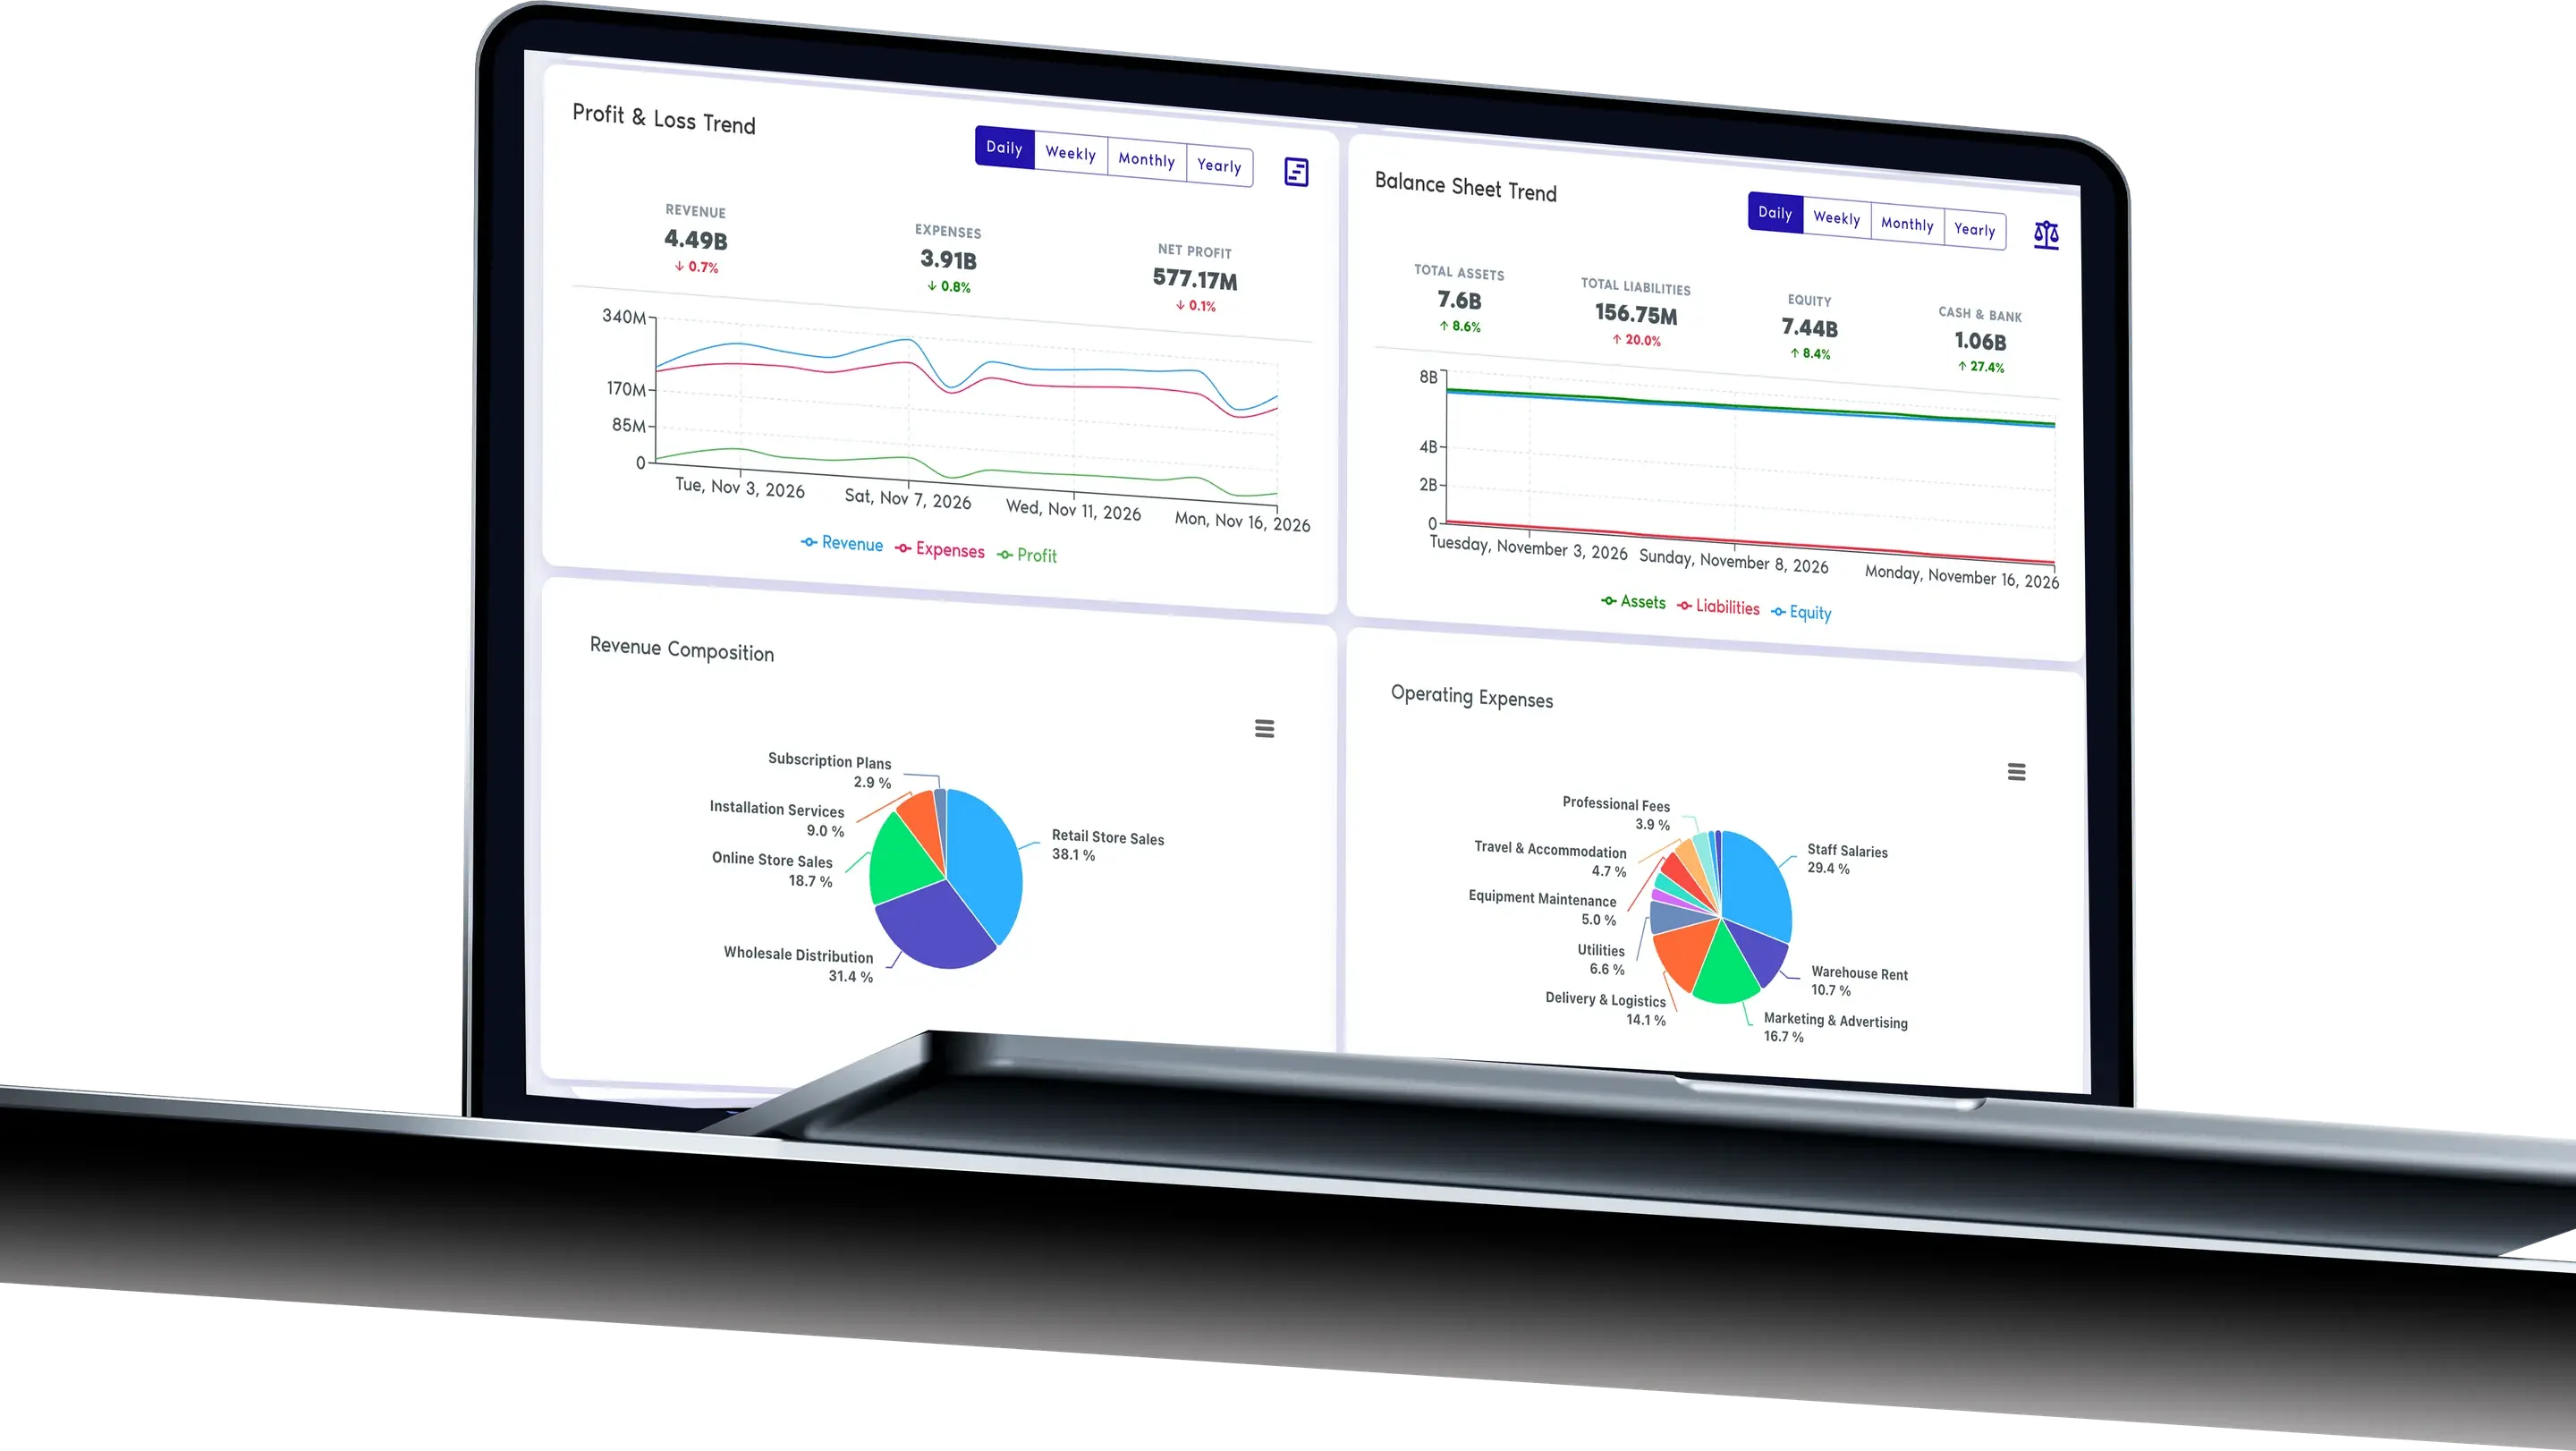 Profit & Loss Trend
Daily
Weekly
Monthly
Yearly
REVENUE
4.49B
↓ 0.7%
EXPENSES
3.91B
↓ 0.8%
NET PROFIT
577.17M
↓ 0.1%
340M
170M
85M
0
Tue, Nov 3, 2026
Sat, Nov 7, 2026
Wed, Nov 11, 2026
Mon, Nov 16, 2026
Revenue
Expenses
Profit
Balance Sheet Trend
Daily
Weekly
Monthly
Yearly
TOTAL ASSETS
7.6B
↑ 8.6%
TOTAL LIABILITIES
156.75M
↑ 20.0%
EQUITY
7.44B
↑ 8.4%
CASH & BANK
1.06B
↑ 27.4%
8B
4B
2B
0
Tuesday, November 3, 2026
Sunday, November 8, 2026
Monday, November 16, 2026
Assets
Liabilities
Equity
Revenue Composition
Subscription Plans
2.9 %
Installation Services
9.0 %
Online Store Sales
18.7 %
Wholesale Distribution
31.4 %
Retail Store Sales
38.1 %
Operating Expenses
Professional Fees
3.9 %
Travel & Accommodation
4.7 %
Equipment Maintenance
5.0 %
Utilities
6.6 %
Delivery & Logistics
14.1 %
Staff Salaries
29.4 %
Warehouse Rent
10.7 %
Marketing & Advertising
16.7 %